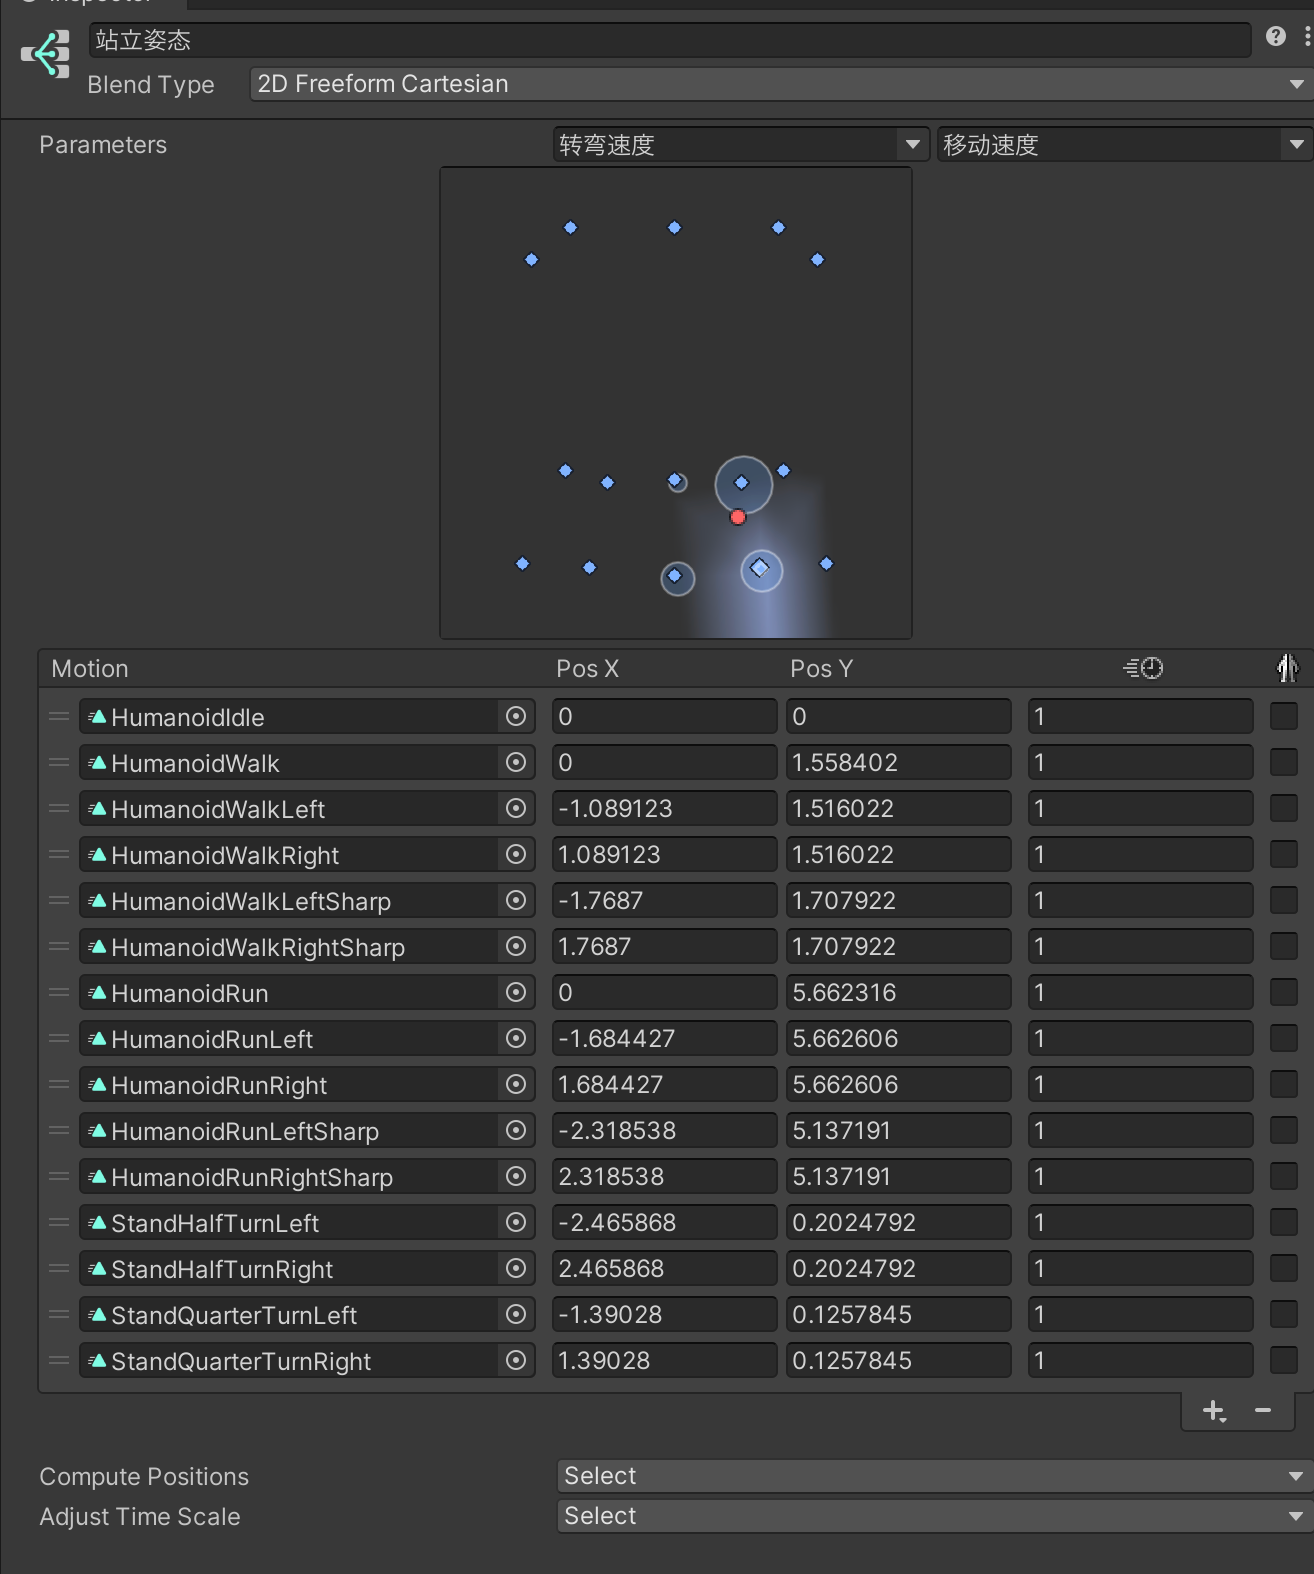 站立姿态
Blend Type 2D Freeform Cartesian
Parameters 转弯速度 移动速度
Motion Pos X Pos Y
HumanoidIdle 0 0 1
HumanoidWalk 0 1.558402 1
HumanoidWalkLeft -1.089123 1.516022 1
HumanoidWalkRight 1.089123 1.516022 1
HumanoidWalkLeftSharp -1.7687 1.707922 1
HumanoidWalkRightSharp 1.7687 1.707922 1
HumanoidRun 0 5.662316 1
HumanoidRunLeft -1.684427 5.662606 1
HumanoidRunRight 1.684427 5.662606 1
HumanoidRunLeftSharp -2.318538 5.137191 1
HumanoidRunRightSharp 2.318538 5.137191 1
StandHalfTurnLeft -2.465868 0.2024792 1
StandHalfTurnRight 2.465868 0.2024792 1
StandQuarterTurnLeft -1.39028 0.1257845 1
StandQuarterTurnRight 1.39028 0.1257845 1
Compute Positions Select
Adjust Time Scale Select